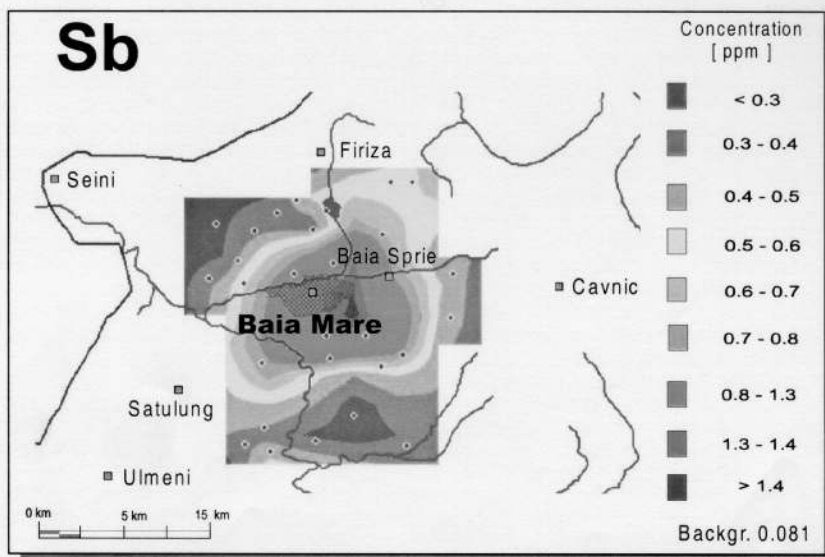 Sb
Concentration
[ ppm ]
< 0.3
0.3 - 0.4
0.4 - 0.5
0.5 - 0.6
0.6 - 0.7
0.7 - 0.8
0.8 - 1.3
1.3 - 1.4
> 1.4
Backgr. 0.081
Firiza
Seini
Baia Sprie
Cavnic
Baia Mare
Satulung
Ulmeni
0 km 5 km 15 km